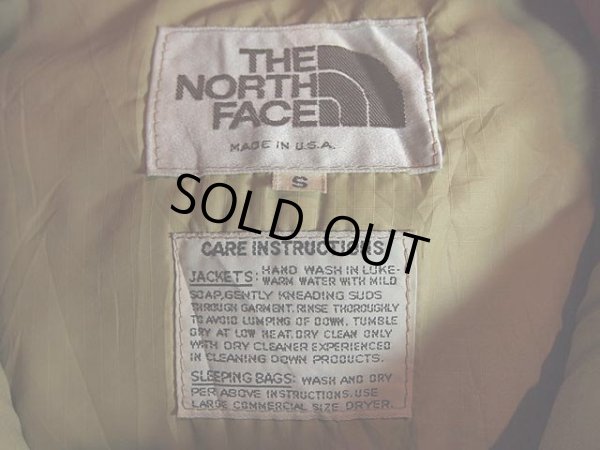 THE
NORTH
FACE
MADE IN U.S.A.
S
SOLD OUT
CARE INSTRUCTIONS
JACKETS: HAND WASH IN LUKE-
WARM WATER WITH MILD
SOAP, GENTLY KNEADING SUDS
THROUGH GARMENT. RINSE THOROUGHLY
TO AVOID LUMPING OF DOWN. TUMBLE
DRY AT LOW HEAT. DRY CLEAN ONLY
WITH DRY CLEANER EXPERIENCED
IN CLEANING DOWN PRODUCTS.
SLEEPING BAGS: WASH AND DRY
PER ABOVE INSTRUCTIONS. USE
LARGE COMMERCIAL SIZE DRYER.